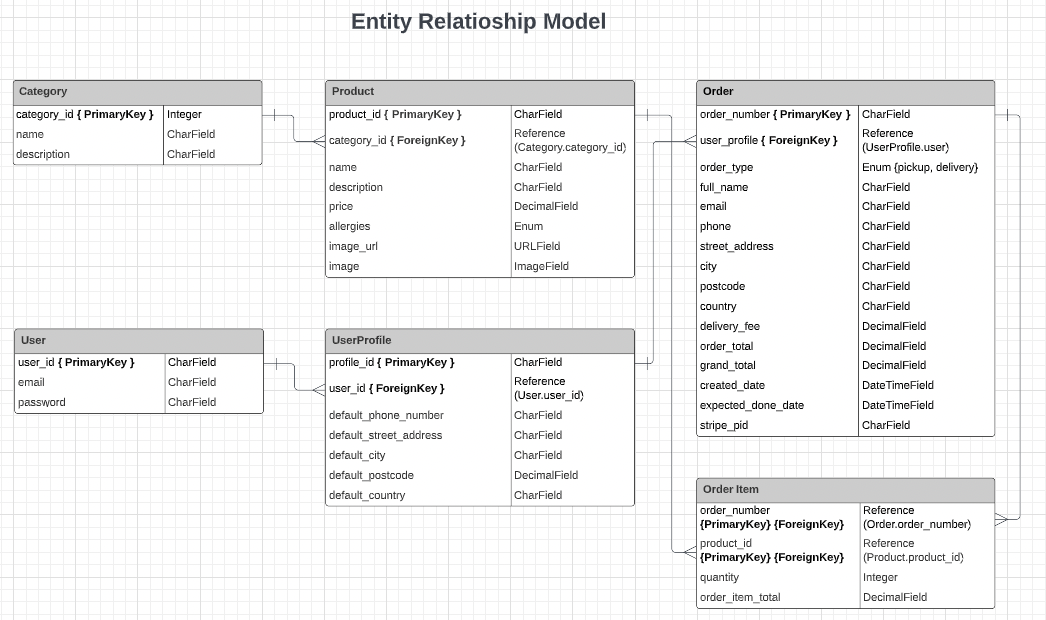 Entity Relatioship Model
Category
category_id { PrimaryKey } Integer
name CharField
description CharField
Product
product_id { PrimaryKey } CharField
category_id { ForeignKey } Reference
(Category.category_id)
name CharField
description CharField
price DecimalField
allergies Enum
image_url URLField
image ImageField
Order
order_number { PrimaryKey } CharField
user_profile { ForeignKey } Reference
(UserProfile.user)
order_type Enum {pickup, delivery}
full_name CharField
email CharField
phone CharField
street_address CharField
city CharField
postcode CharField
country CharField
delivery_fee DecimalField
order_total DecimalField
grand_total DecimalField
created_date DateTimeField
expected_done_date DateTimeField
stripe_pid CharField
User
user_id { PrimaryKey } CharField
email CharField
password CharField
UserProfile
profile_id { PrimaryKey } CharField
user_id { ForeignKey } Reference
(User.user_id)
default_phone_number CharField
default_street_address CharField
default_city CharField
default_postcode DecimalField
default_country CharField
Order Item
order_number Reference
{PrimaryKey} {ForeignKey} (Order.order_number)
product_id Reference
{PrimaryKey} {ForeignKey} (Product.product_id)
quantity Integer
order_item_total DecimalField